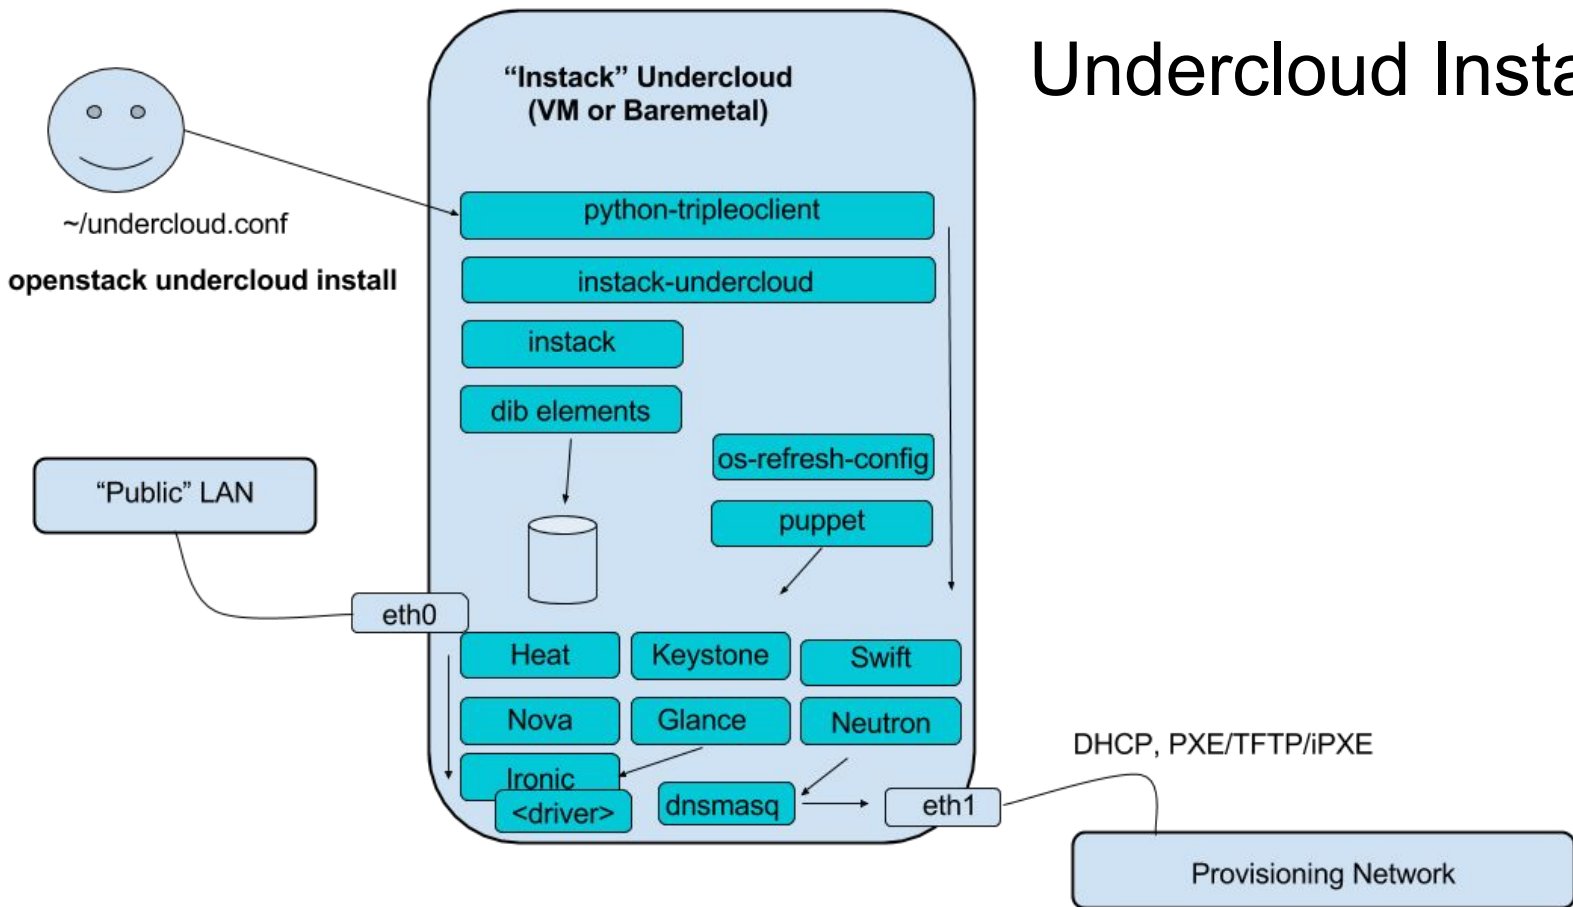 Undercloud Insta
“Instack” Undercloud
(VM or Baremetal)
~/undercloud.conf
openstack undercloud install
python-tripleoclient
instack-undercloud
instack
dib elements
os-refresh-config
puppet
“Public” LAN
eth0
Heat
Keystone
Swift
Nova
Glance
Neutron
Ironic
<driver>
dnsmasq
eth1
DHCP, PXE/TFTP/iPXE
Provisioning Network